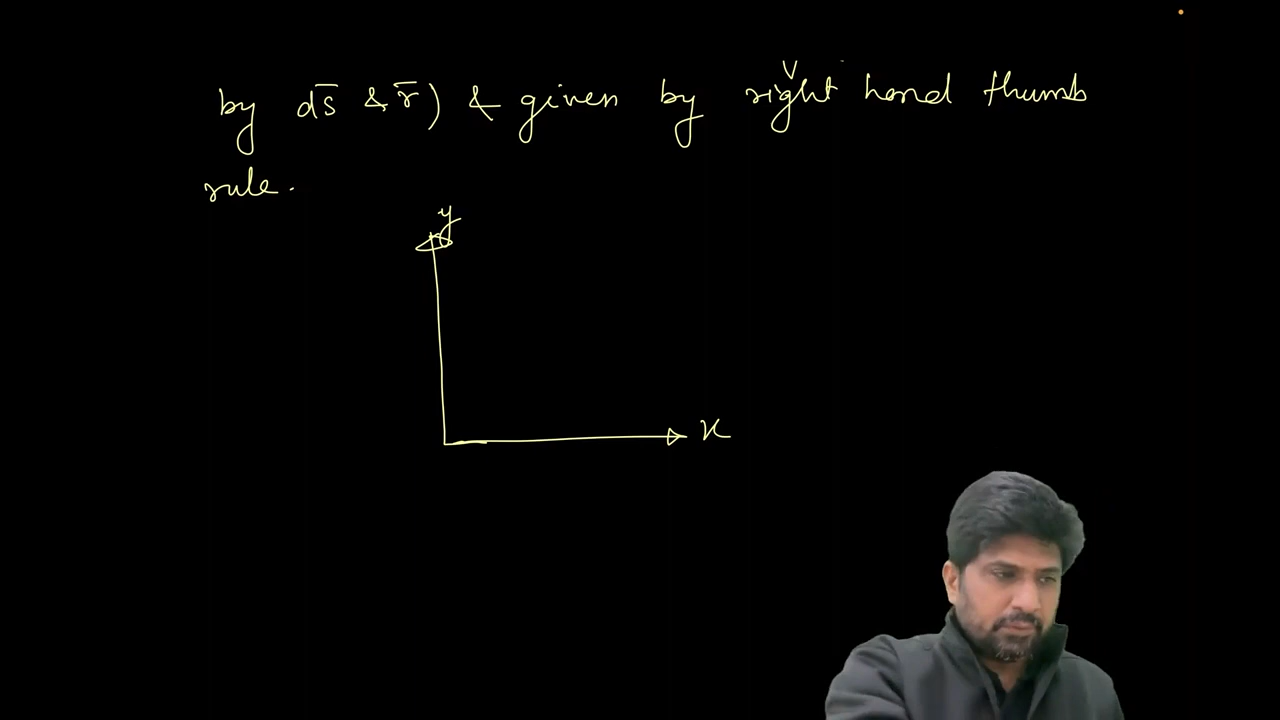 by ds̄ & r̄) & given by right hand thumb
rule.
y
x